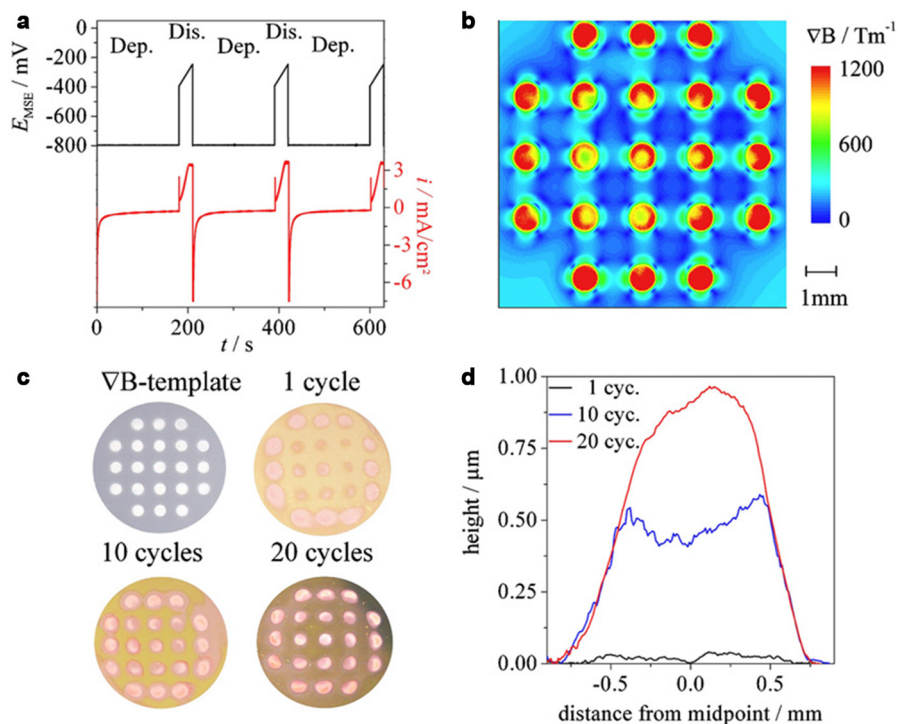 a
0
-200
-400
-600
-800
E_MSE / mV
Dep. Dis. Dep. Dis. Dep.
3
0
-3
-6
i / mA/cm²
0 200 400 600
t / s
b
∇B / Tm⁻¹
1200
600
0
1mm
c
∇B-template 1 cycle
10 cycles 20 cycles
d
1.00
0.75
0.50
0.25
0.00
height / μm
1 cyc.
10 cyc.
20 cyc.
-0.5 0.0 0.5
distance from midpoint / mm